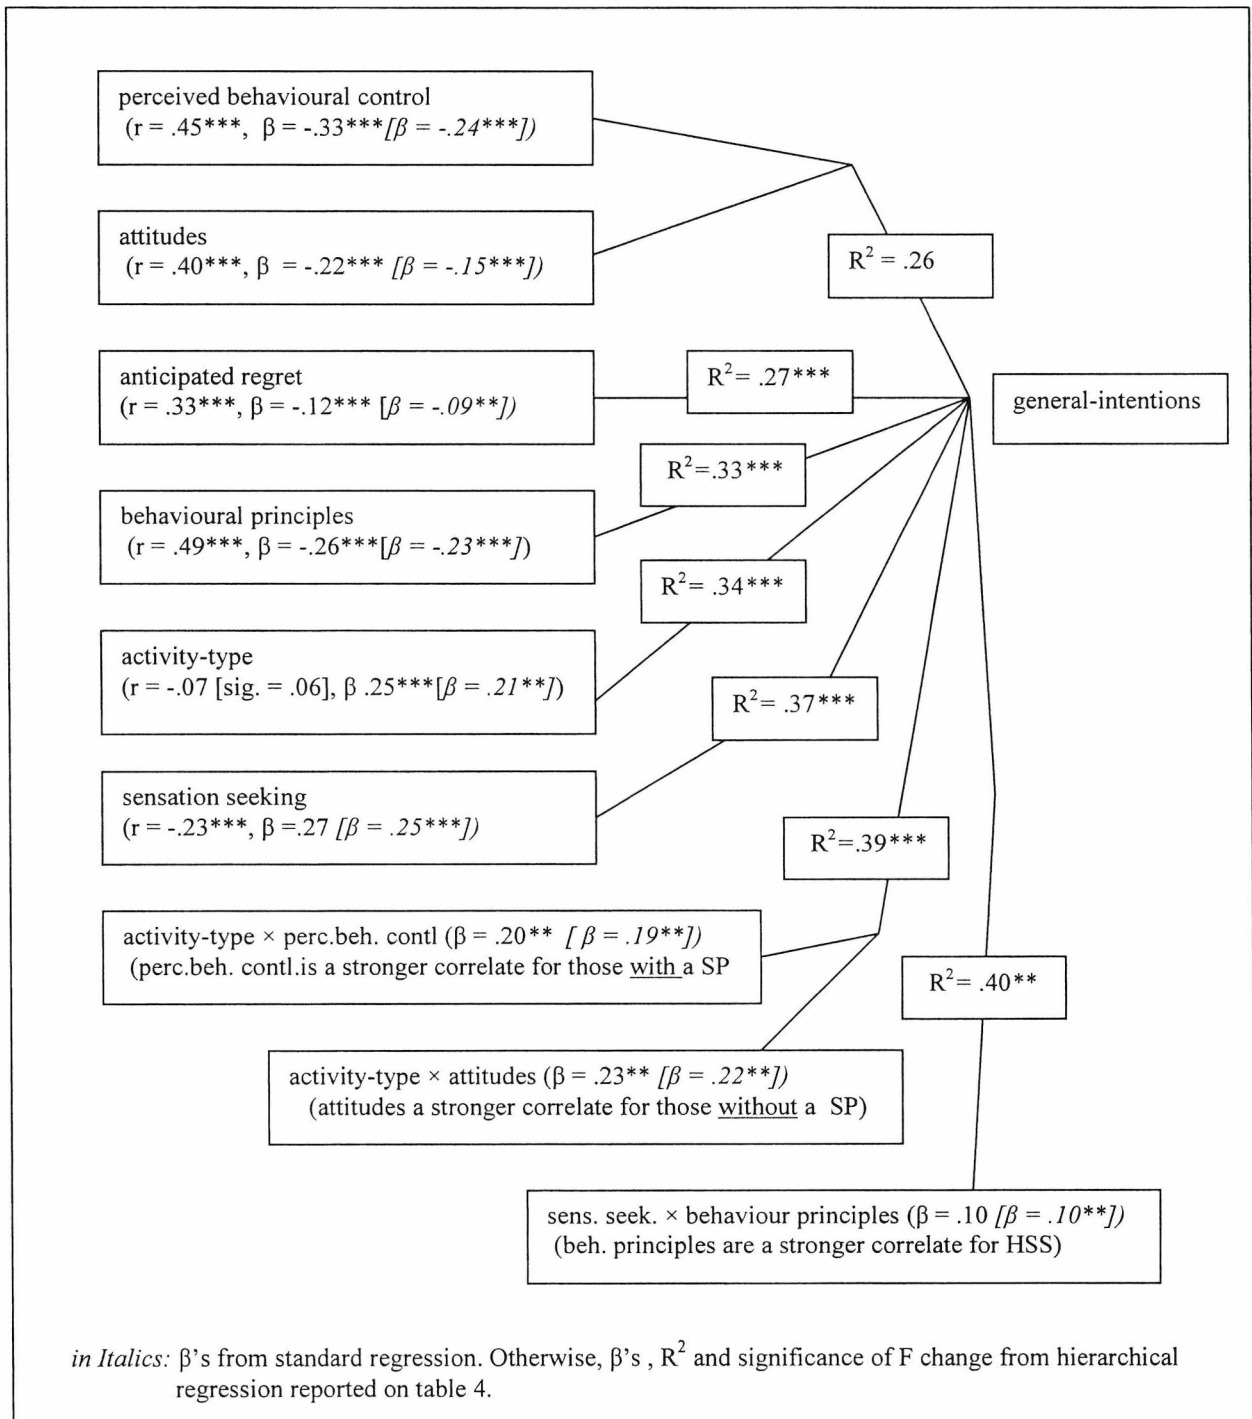 perceived behavioural control
(r = .45***, β = -.33***[β = -.24***])
attitudes
(r = .40***, β = -.22*** [β = -.15***])
R² = .26
anticipated regret
(r = .33***, β = -.12*** [β = -.09**])
R² = .27***
general-intentions
behavioural principles
(r = .49***, β = -.26***[β = -.23***])
R² =.33***
R² = .34***
activity-type
(r = -.07 [sig. = .06], β .25***[β = .21**])
R² = .37***
sensation seeking
(r = -.23***, β =.27 [β = .25***])
R² =.39***
activity-type × perc.beh. contl (β = .20** [ β = .19**])
(perc.beh. contl.is a stronger correlate for those with a SP
R² = .40**
activity-type × attitudes (β = .23** [β = .22**])
(attitudes a stronger correlate for those without a SP)
sens. seek. × behaviour principles (β = .10 [β = .10**])
(beh. principles are a stronger correlate for HSS)
in Italics: β's from standard regression. Otherwise, β's , R² and significance of F change from hierarchical
regression reported on table 4.